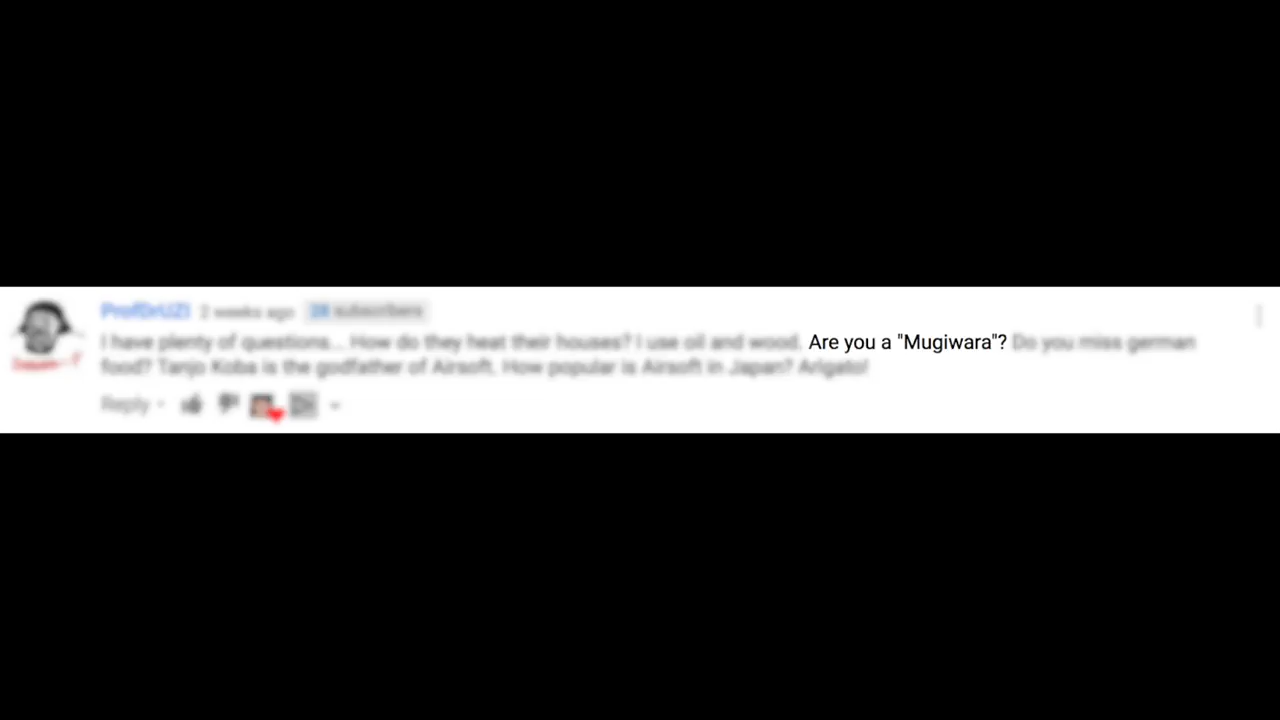 ProfDrUZI 2 weeks ago 28 subscribers
I have plenty of questions... How do they heat their houses? I use oil and wood. Are you a "Mugiwara"? Do you miss german
food? Tanjo Koba is the godfather of Airsoft. How popular is Airsoft in Japan? Arigato!
Reply